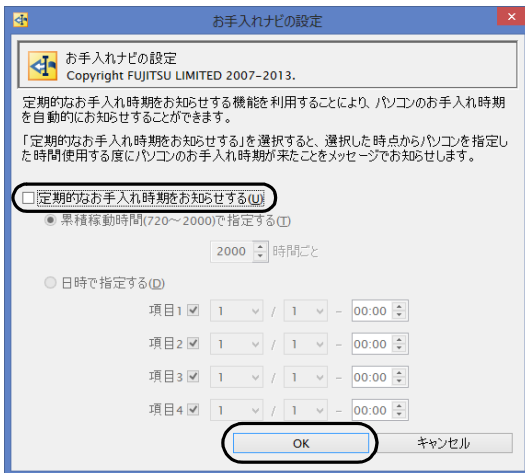 お手入れナビの設定
お手入れナビの設定
Copyright FUJITSU LIMITED 2007-2013.
定期的なお手入れ時期をお知らせする機能を利用することにより、パソコンのお手入れ時期
を自動的にお知らせすることができます。
「定期的なお手入れ時期をお知らせする」を選択すると、選択した時点からパソコンを指定し
た時間使用する度にパソコンのお手入れ時期が来たことをメッセージでお知らせします。
定期的なお手入れ時期をお知らせする(U)
累積稼動時間(720～2000)で指定する(T)
2000 時間ごと
日時で指定する(D)
項目1 1 / 1 - 00:00
項目2 1 / 1 - 00:00
項目3 1 / 1 - 00:00
項目4 1 / 1 - 00:00
OK キャンセル